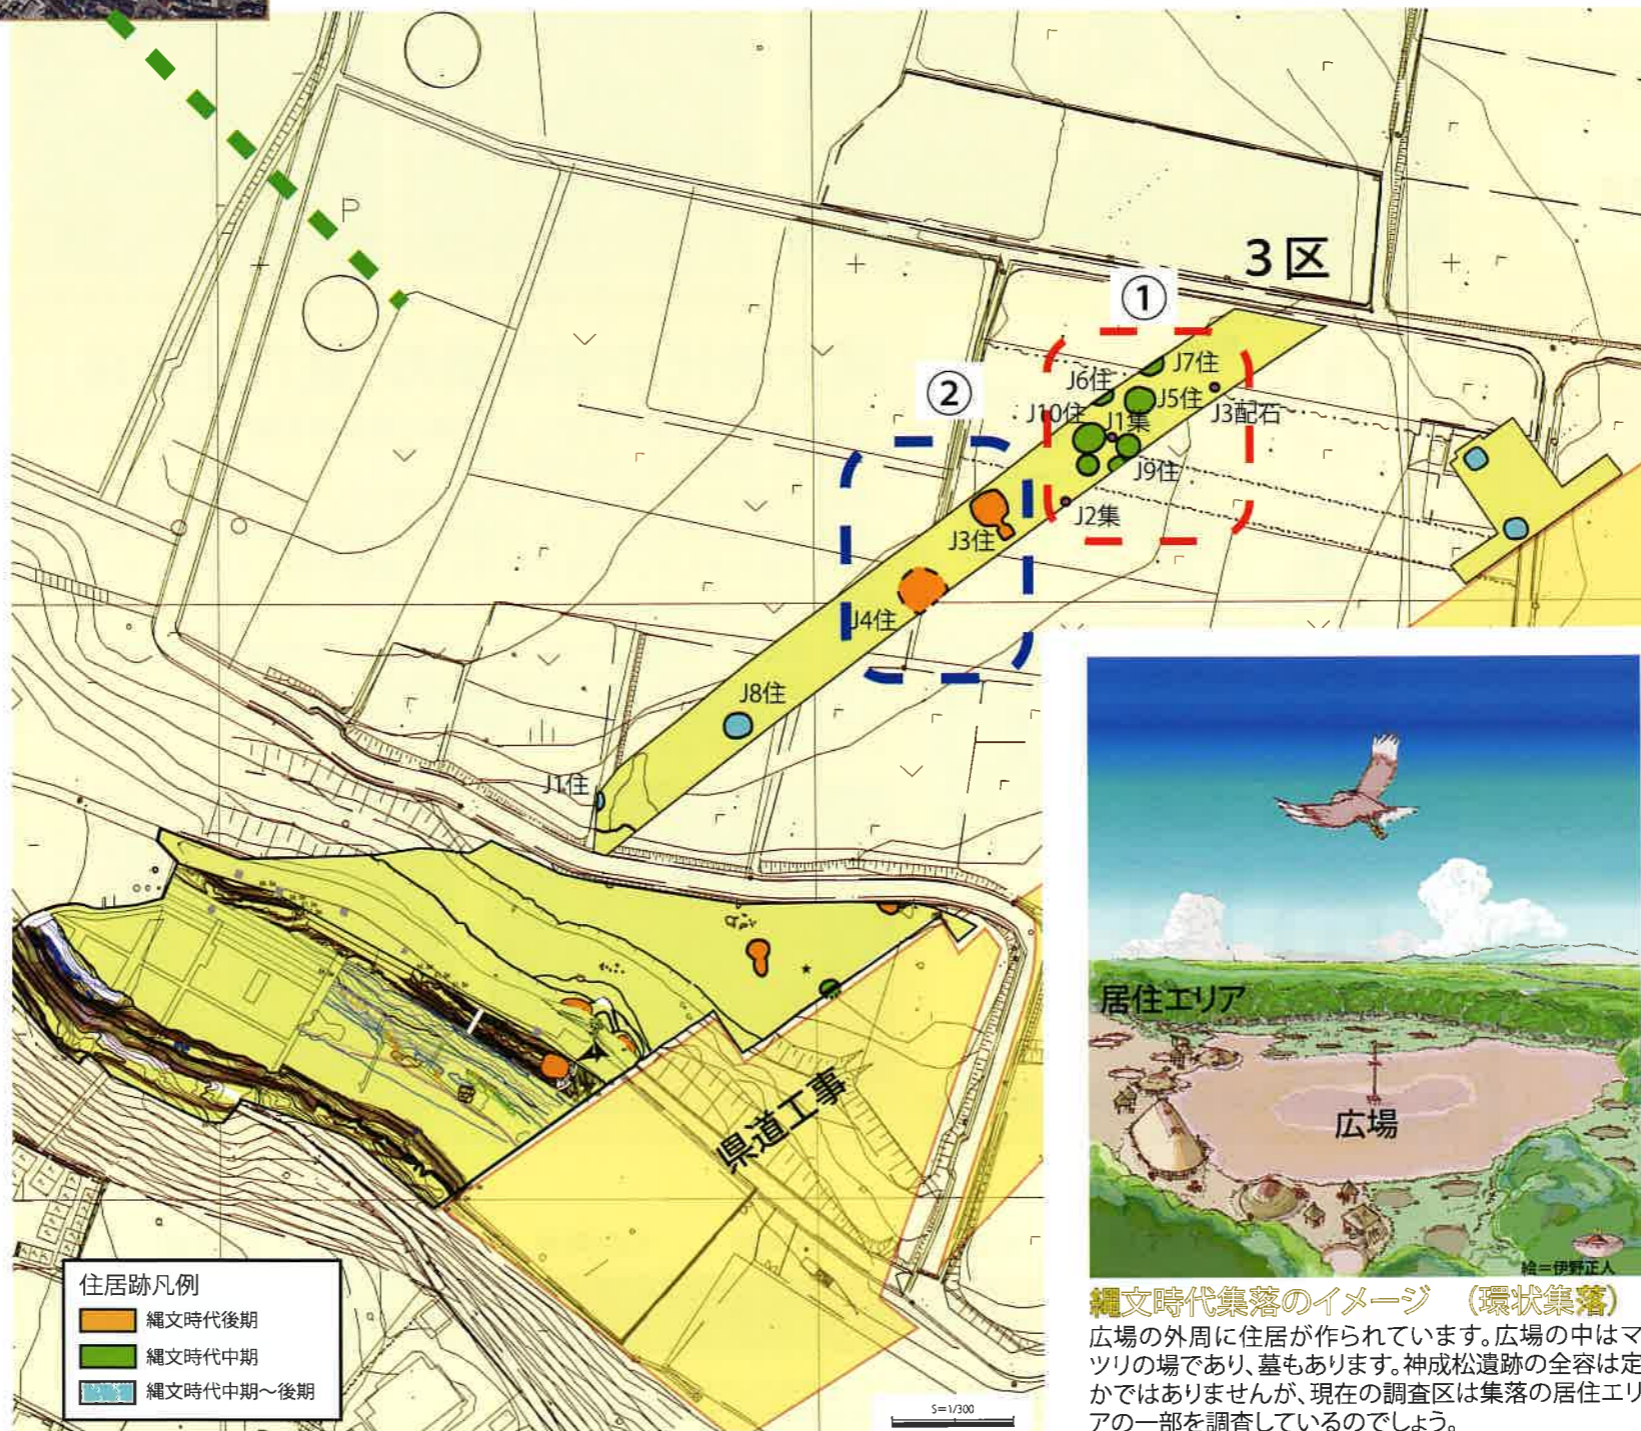 P
3区
①
②
J7住
J6住
J5住
J10住
J1集
J3配石
J9住
J2集
J3住
J4住
J8住
J1住
県道工事
居住エリア
広場
絵=伊野正人
住居跡凡例
縄文時代後期
縄文時代中期
縄文時代中期～後期
S=1/300
縄文時代集落のイメージ （環状集落）
広場の外周に住居が作られています。広場の中はマ
ツリの場であり、墓もあります。神成松遺跡の全容は定
かではありませんが、現在の調査区は集落の居住エリ
アの一部を調査しているのでしょう。